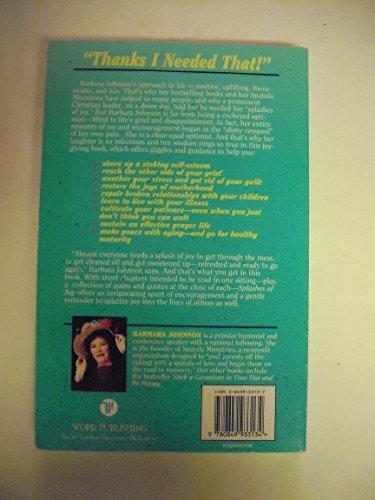 "Thanks I Needed That!"
Barbara Johnson's approach to life is positive, uplifting, thera-
peutic, and fun. That's why her bestselling books and her Spatula
Ministries have helped so many people, and why a prominent
Christian leader, on a down day, told her he needed her "splashes
of joy." But Barbara Johnson is far from being a cockeyed opti-
mist—blind to life's grief and disappointment. In fact, her entire
ministry of joy and encouragement began in the "slimy cesspool"
of her own pain. She is a clear-eyed optimist. And that's why her
laughter is so infectious and her wisdom rings so true in this joy-
giving book, which offers giggles and guidance to help you:
shore up a sinking self-esteem
reach the other side of your grief
weather your stress and get rid of your guilt
restore the joys of motherhood
repair broken relationships with your children
learn to live with your illness
cultivate your patience—even when you just
don't think you can wait
sustain an effective prayer life
make peace with aging—and go for healthy
maturity
"Almost everyone needs a splash of joy to get through the mess,
to get cleaned off and get sweetened up—refreshed and ready to go
again," Barbara Johnson says. And that's what you get in this book.
With short chapters intended to be read in one sitting—plus
a collection of quips and quotes at the close of each—Splashes of
Joy offers an invigorating spurt of encouragement and a gentle
reminder to splatter joy into the lives of others as well.
BARBARA JOHNSON is a popular humorist and
conference speaker with a national following. She
is the founder of Spatula Ministries, a nonprofit
organization designed to "peel parents off the
ceiling with a spatula of love and begin them on
the road to recovery." Her other books include
the bestseller Stick a Geranium in Your Hat and
Be Happy.
WORD PUBLISHING
Dallas London Vancouver Melbourne
ISBN 0-8499-3313-7
9 780849 933134
Inspirational